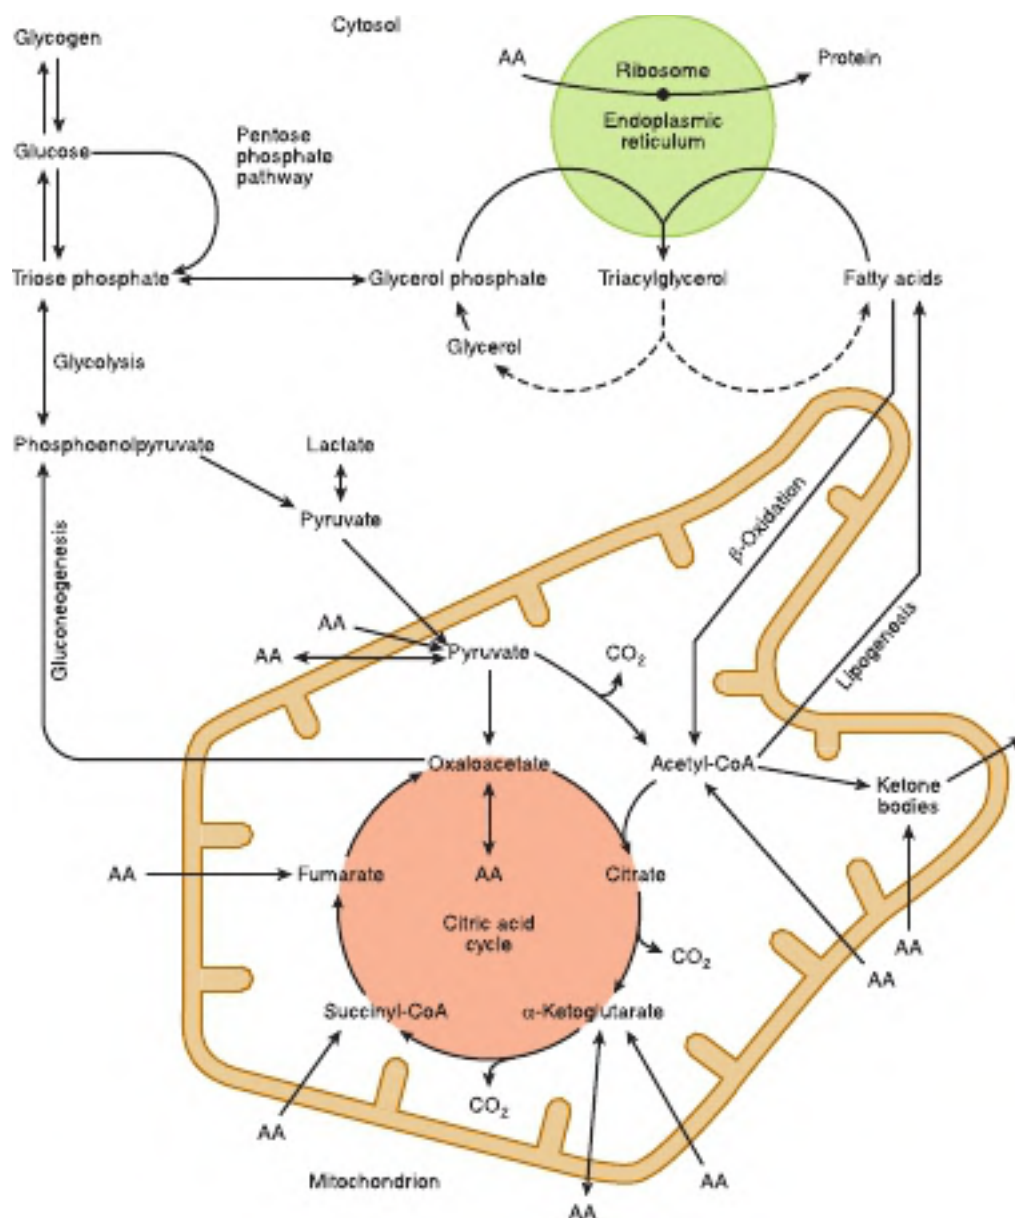 Cytosol
Glycogen
AA
Ribosome
Protein
Endoplasmic
reticulum
Pentose
phosphate
pathway
Glucose
Triose phosphate
Glycerol phosphate
Triacylglycerol
Fatty acids
Glycerol
Glycolysis
Phosphoenolpyruvate
Lactate
Pyruvate
β-Oxidation
Gluconeogenesis
AA
AA
Pyruvate
CO₂
Lipogenesis
Oxaloacetate
Acetyl-CoA
Ketone
bodies
AA
Fumarate
AA
Citrate
Citric acid
cycle
CO₂
AA
AA
Succinyl-CoA
α-Ketoglutarate
CO₂
AA
Mitochondrion
AA
AA